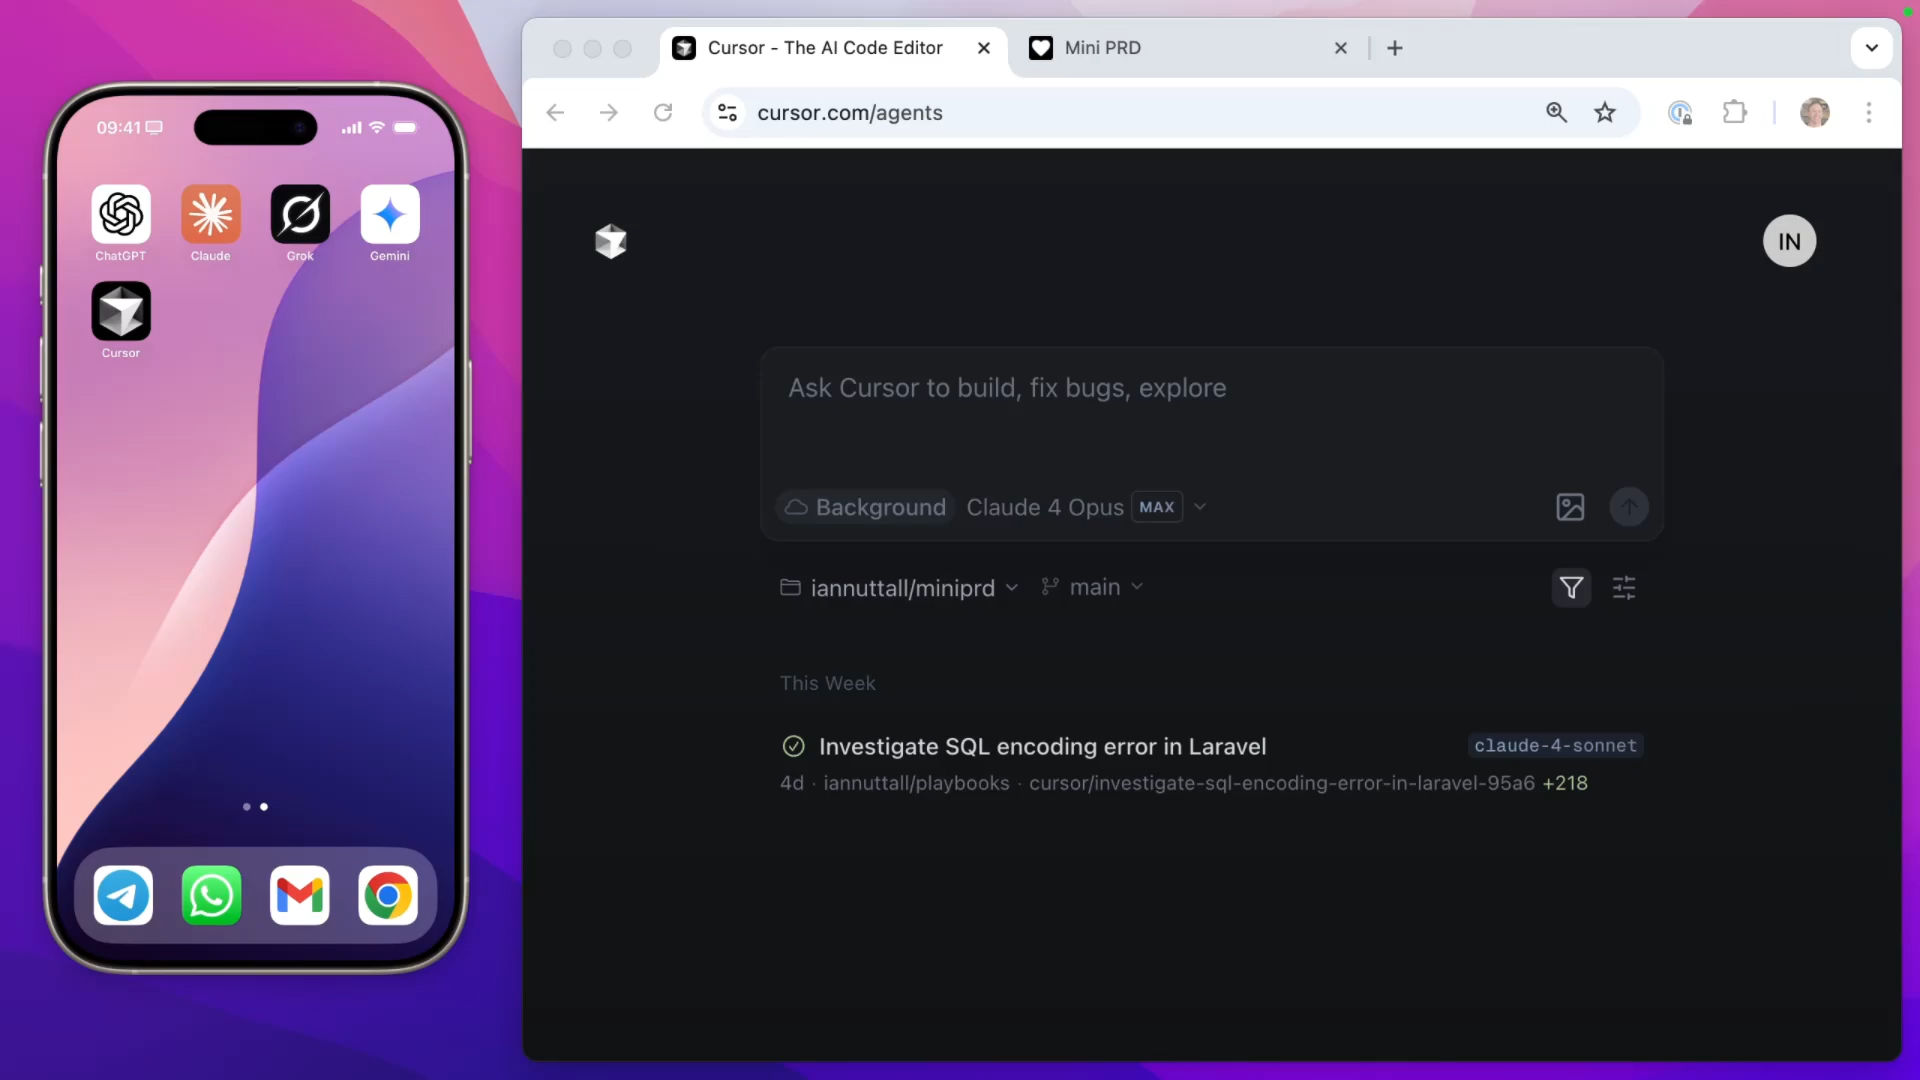 09:41
ChatGPT
Claude
Grok
Gemini
Cursor
Cursor - The AI Code Editor
Mini PRD
cursor.com/agents
IN
Ask Cursor to build, fix bugs, explore
Background
Claude 4 Opus MAX
iannuttall/miniprd
main
This Week
Investigate SQL encoding error in Laravel
claude-4-sonnet
4d · iannuttall/playbooks · cursor/investigate-sql-encoding-error-in-laravel-95a6 +218